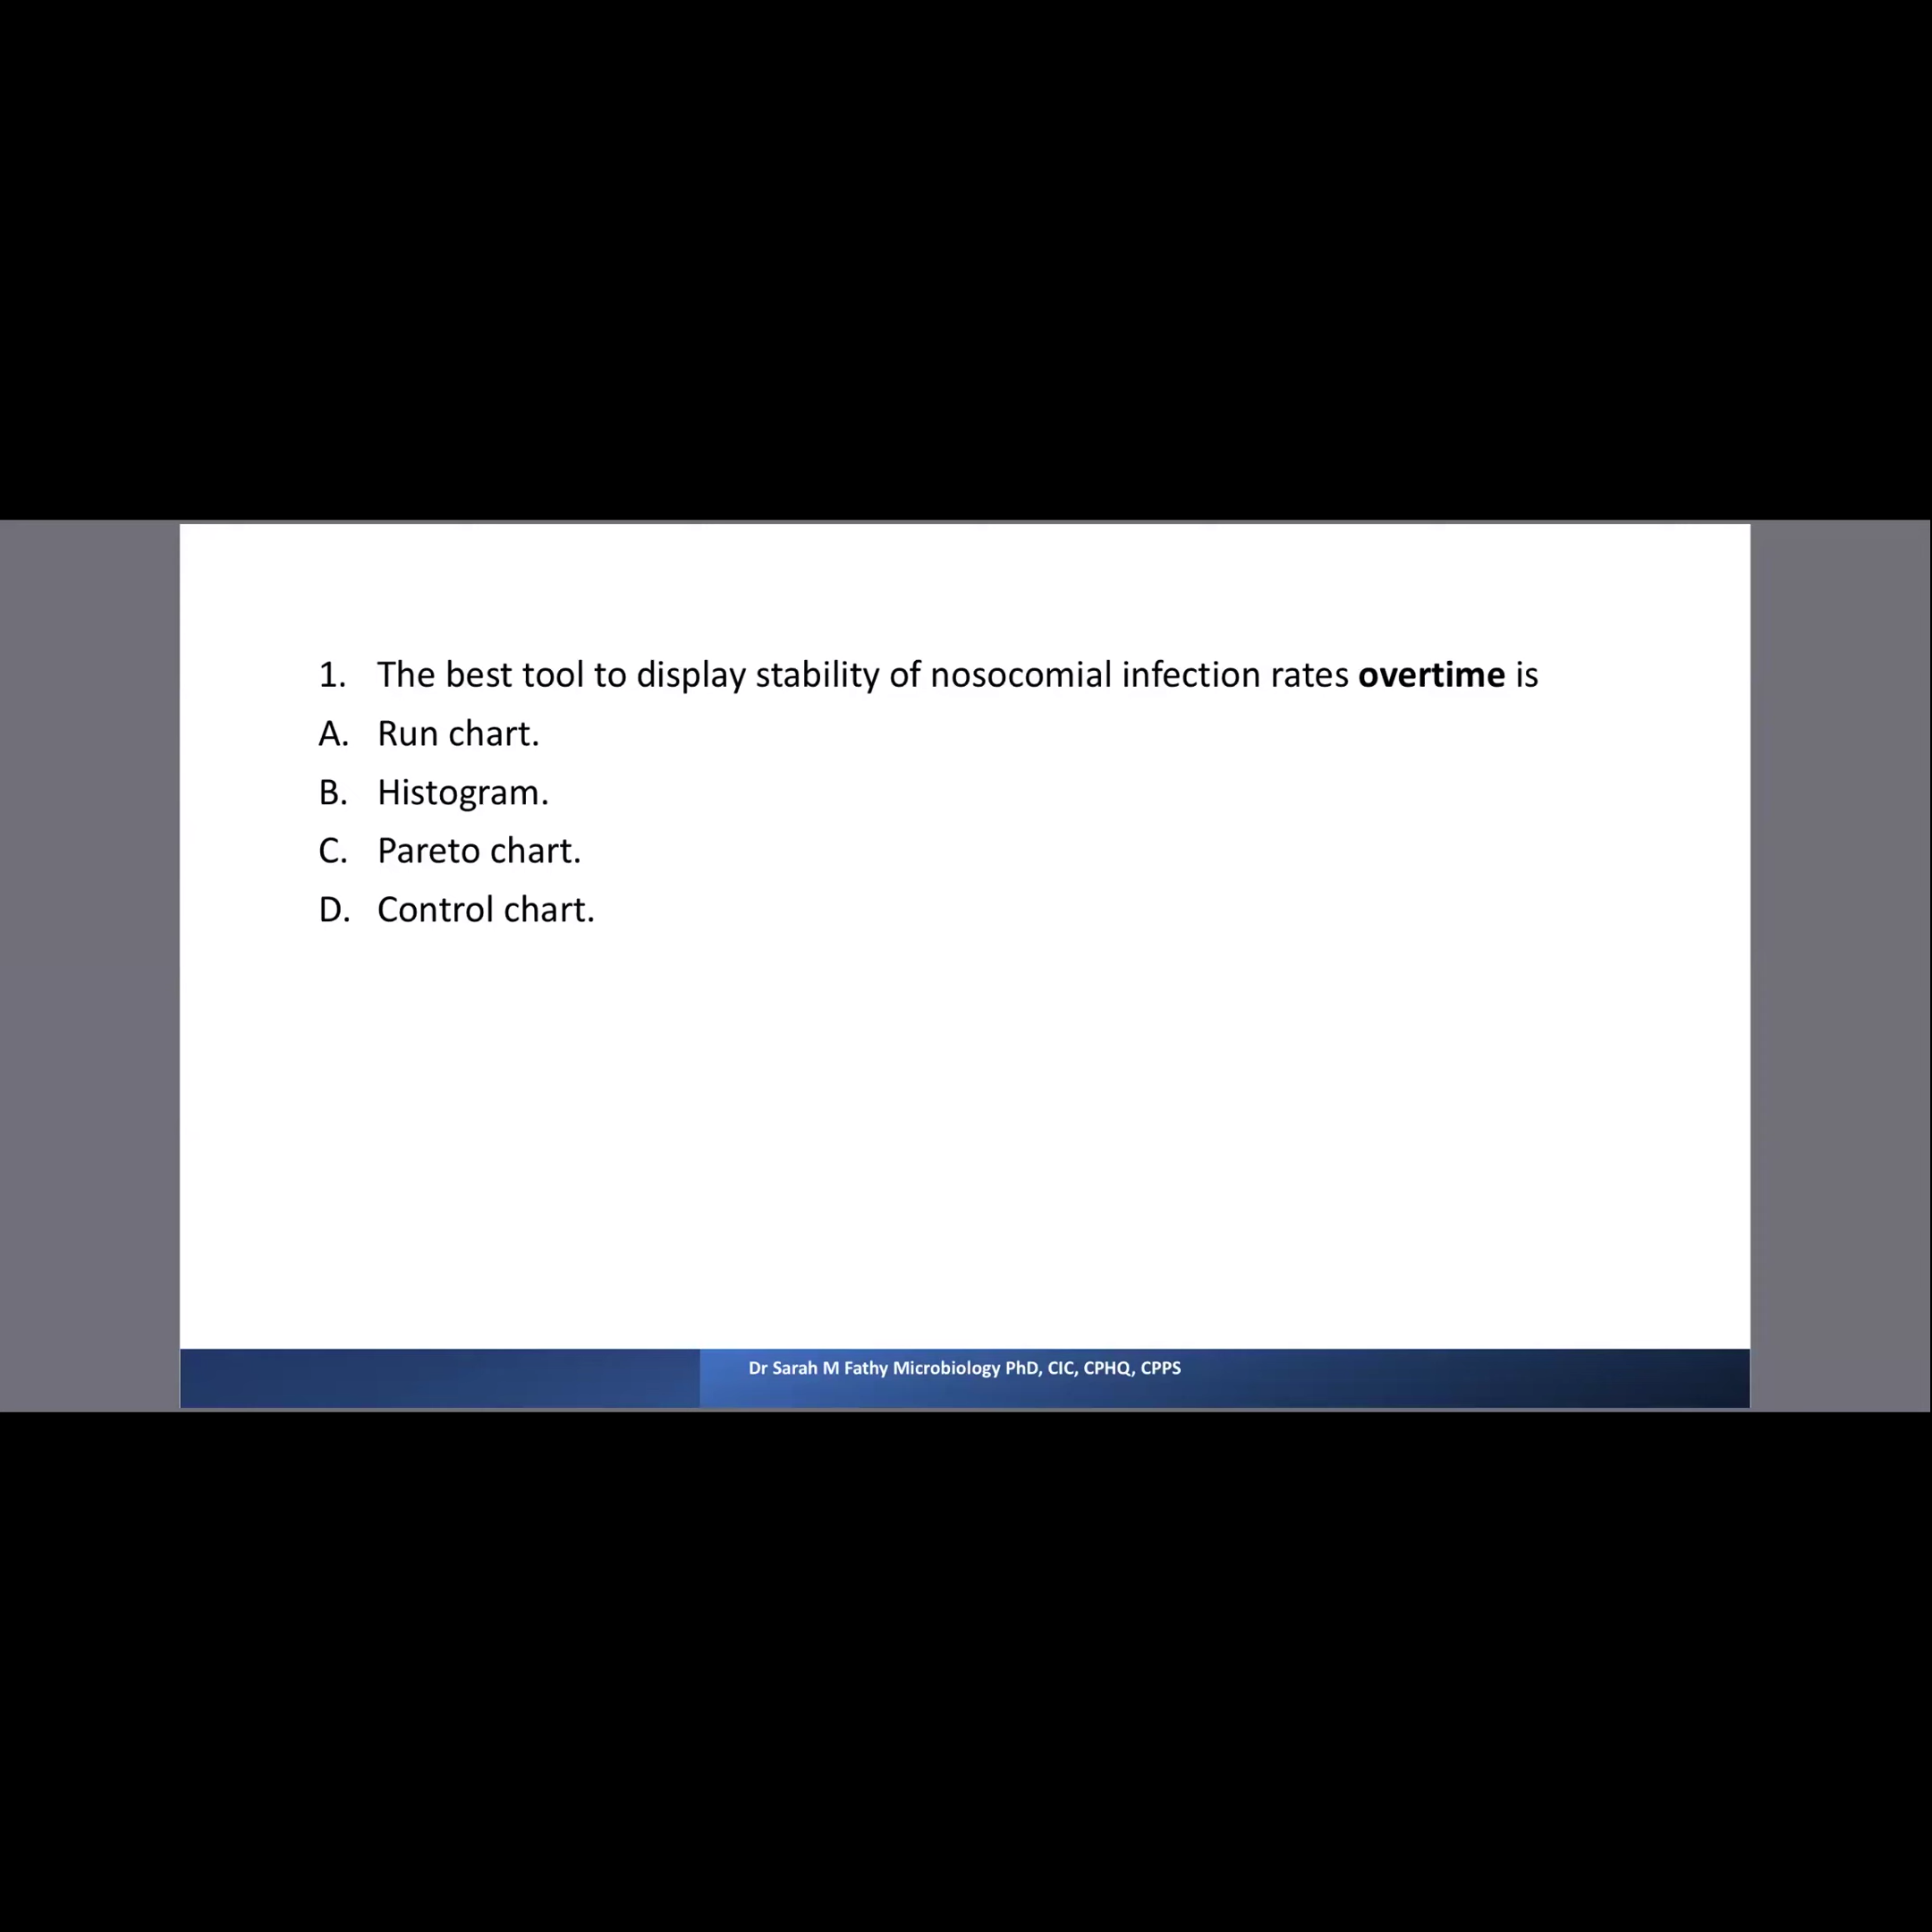 1. The best tool to display stability of nosocomial infection rates overtime is
A. Run chart.
B. Histogram.
C. Pareto chart.
D. Control chart.
Dr Sarah M Fathy Microbiology PhD, CIC, CPHQ, CPPS